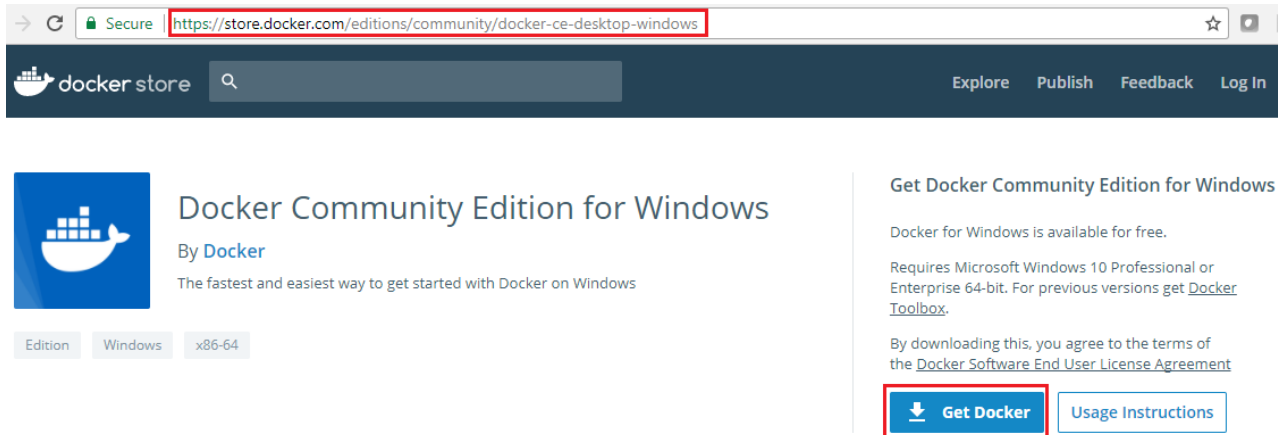 Secure https://store.docker.com/editions/community/docker-ce-desktop-windows
docker store Explore Publish Feedback Log In
Docker Community Edition for Windows
By Docker
The fastest and easiest way to get started with Docker on Windows
Edition Windows x86-64
Get Docker Community Edition for Windows
Docker for Windows is available for free.
Requires Microsoft Windows 10 Professional or
Enterprise 64-bit. For previous versions get Docker
Toolbox.
By downloading this, you agree to the terms of
the Docker Software End User License Agreement
Get Docker Usage Instructions